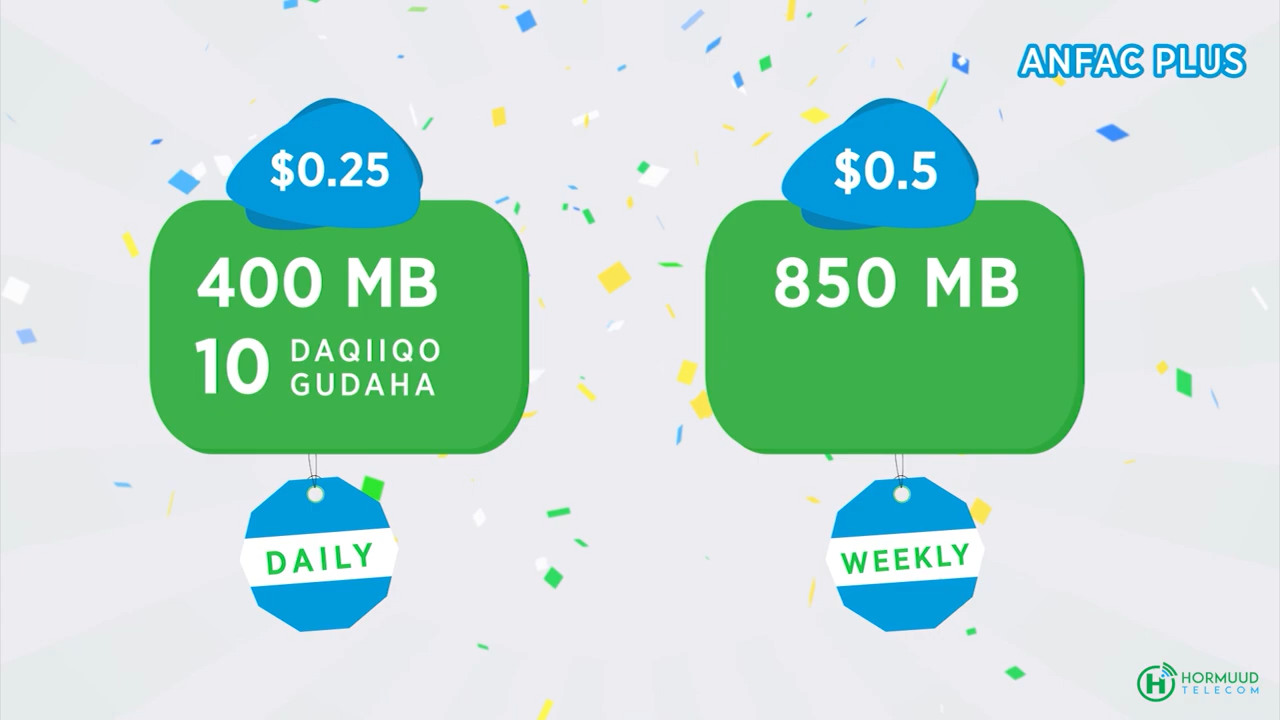 ANFAC PLUS
$0.25
400 MB
10 DAQIIQO
GUDAHA
DAILY
$0.5
850 MB
WEEKLY
H HORMUUD
TELECOM